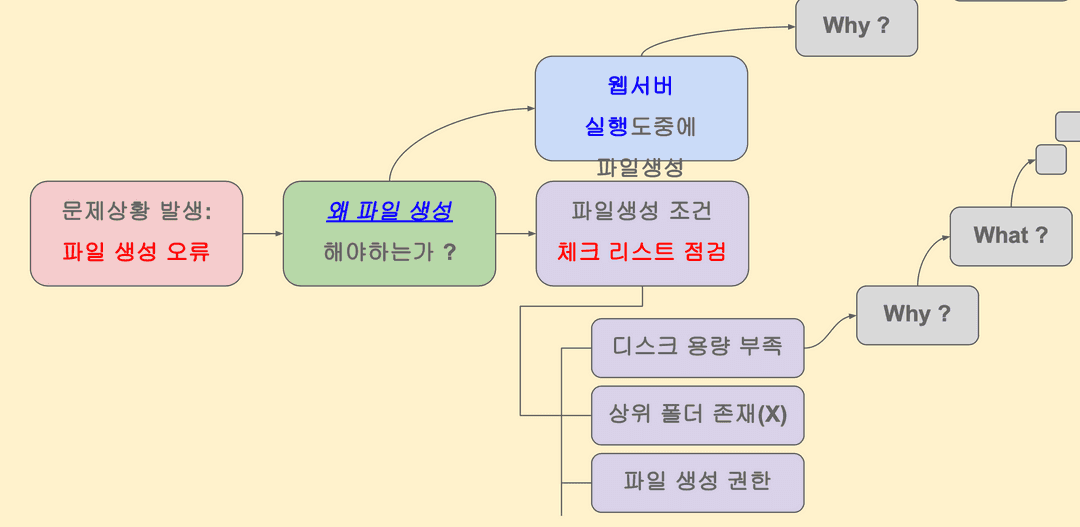 Why ?
웹서버
실행도중에
파일생성
문제상황 발생:
파일 생성 오류
왜 파일 생성
해야하는가 ?
파일생성 조건
체크 리스트 점검
What ?
Why ?
디스크 용량 부족
상위 폴더 존재(X)
파일 생성 권한